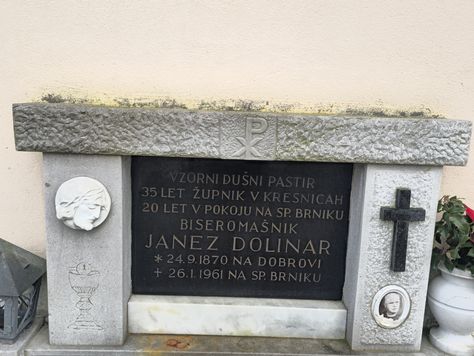 VZORNI DUŠNI PASTIR
35 LET ŽUPNIK V KRESNICAH
20 LET V POKOJU NA SP. BRNIKU
BISEROMAŠNIK
JANEZ DOLINAR
* 24.9.1870 NA DOBROVI
+ 26.1.1961 NA SP. BRNIKU